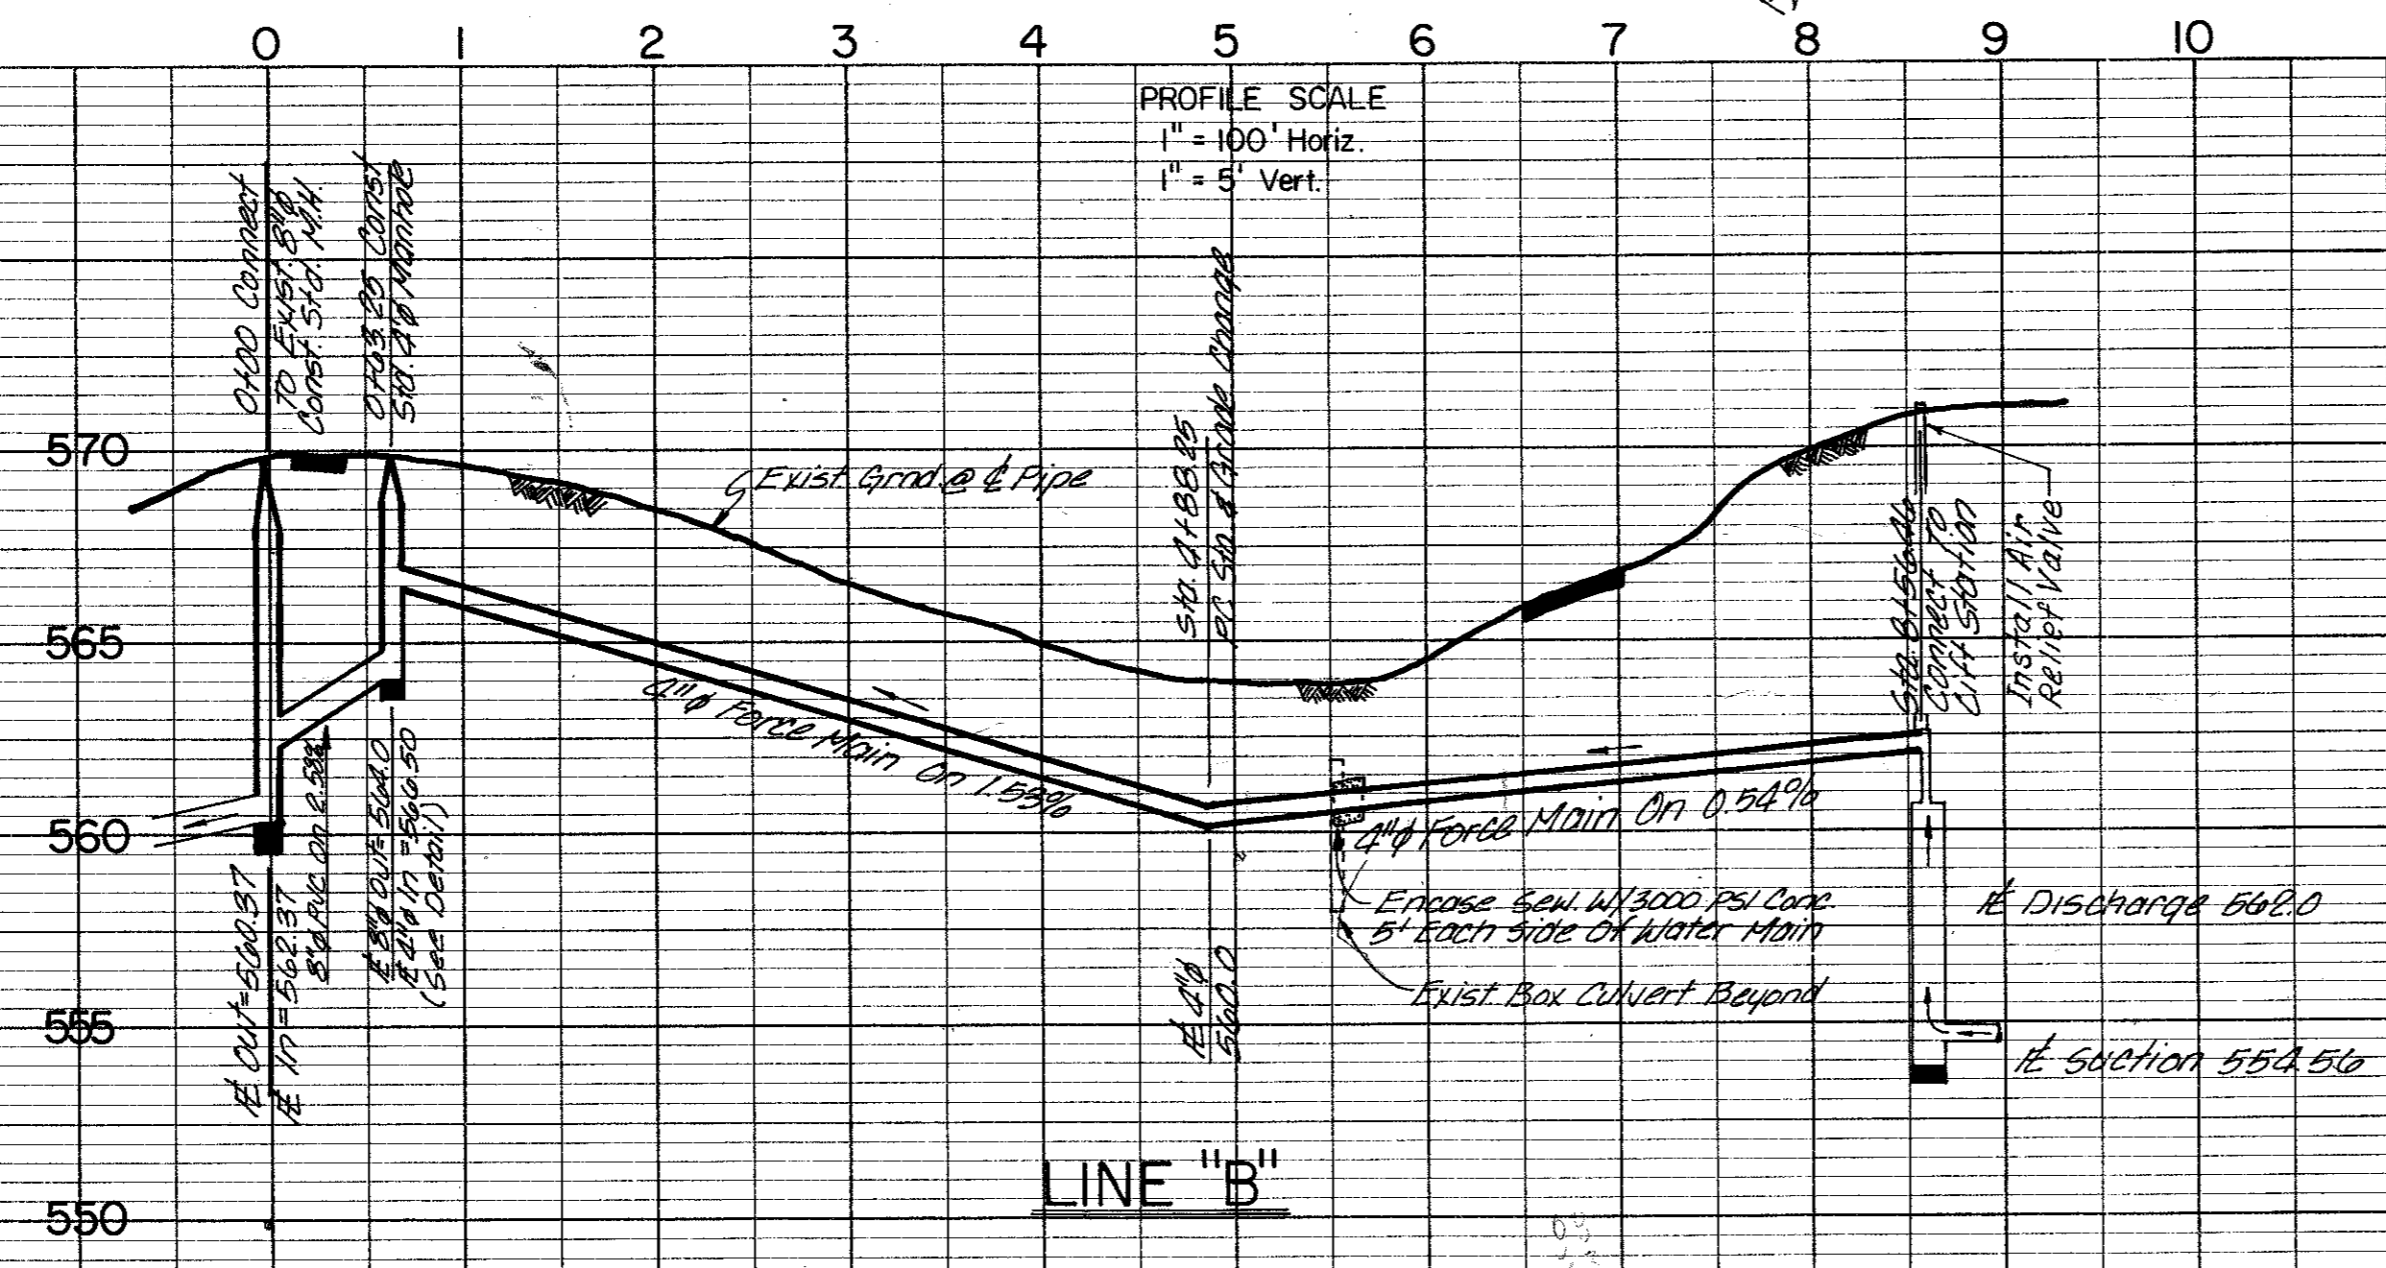 0 1 2 3 4 5 6 7 8 9 10
PROFILE SCALE
1" = 100' Horiz.
1" = 5' Vert.
0+00 Connect
To Exist. 8"φ
Const. Std. M.H.
0+63.25 Const
Std. 4'φ Manhole
570
565
560
555
550
Exist Grnd. @ ℄ Pipe
Sta. 4+88.25
PC Sta. & Grade Change
Sta. 8+56.46
Connect To
Lift Station
Install Air
Relief Valve
4"φ Force Main On 1.53%
4"φ Force Main On 0.54%
Encase Sew. W/3000 PSI Conc.
5' Each Side Of Water Main
Exist Box Culvert Beyond
℄ Discharge 562.0
℄ Suction 554.56
℄ Out=560.37
℄ In=562.37
8"φ PVC On 2.58%
℄ 8"φ Out=564.0
℄ 4"φ In=566.50
(See Detail)
℄ 4"φ
560.0
LINE "B"